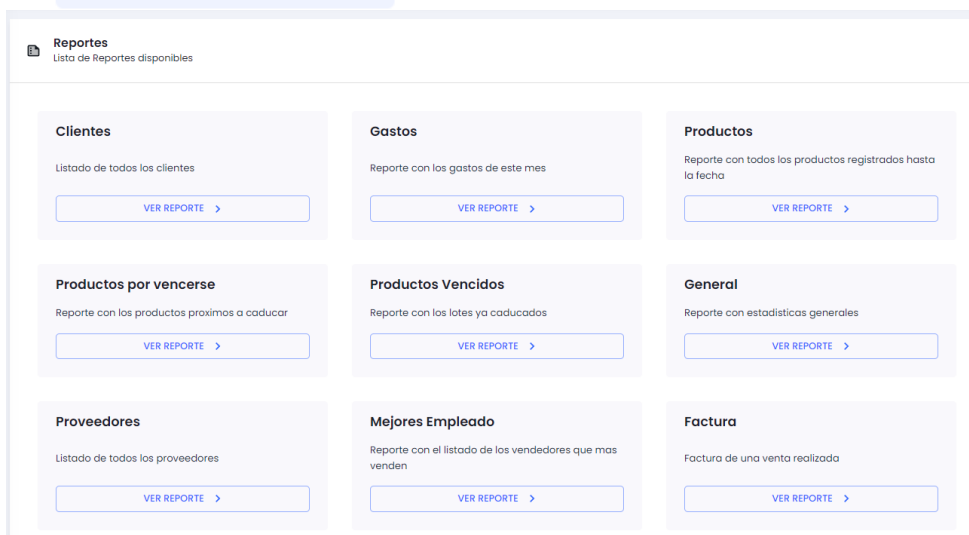 Reportes
Lista de Reportes disponibles
Clientes
Listado de todos los clientes
VER REPORTE
Gastos
Reporte con los gastos de este mes
VER REPORTE
Productos
Reporte con todos los productos registrados hasta
la fecha
VER REPORTE
Productos por vencerse
Reporte con los productos proximos a caducar
VER REPORTE
Productos Vencidos
Reporte con los lotes ya caducados
VER REPORTE
General
Reporte con estadisticas generales
VER REPORTE
Proveedores
Listado de todos los proveedores
VER REPORTE
Mejores Empleado
Reporte con el listado de los vendedores que mas
venden
VER REPORTE
Factura
Factura de una venta realizada
VER REPORTE